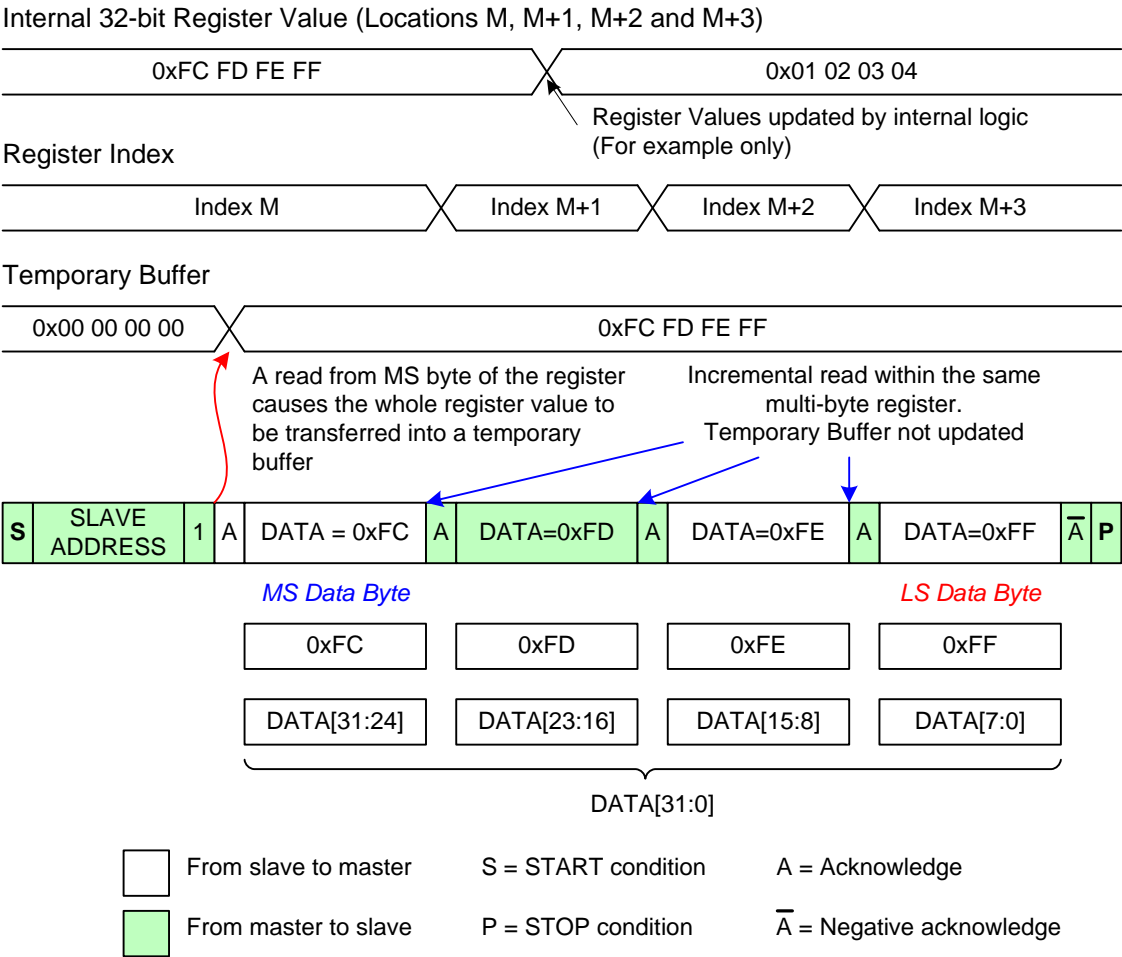 Internal 32-bit Register Value (Locations M, M+1, M+2 and M+3)
0xFC FD FE FF
0x01 02 03 04
Register Values updated by internal logic
(For example only)
Register Index
Index M
Index M+1
Index M+2
Index M+3
Temporary Buffer
0x00 00 00 00
0xFC FD FE FF
A read from MS byte of the register
causes the whole register value to
be transferred into a temporary
buffer
Incremental read within the same
multi-byte register.
Temporary Buffer not updated
S
SLAVE
ADDRESS
1
A
DATA = 0xFC
A
DATA=0xFD
A
DATA=0xFE
A
DATA=0xFF
A̅
P
MS Data Byte
LS Data Byte
0xFC
0xFD
0xFE
0xFF
DATA[31:24]
DATA[23:16]
DATA[15:8]
DATA[7:0]
DATA[31:0]
From slave to master
S = START condition
A = Acknowledge
From master to slave
P = STOP condition
A̅ = Negative acknowledge